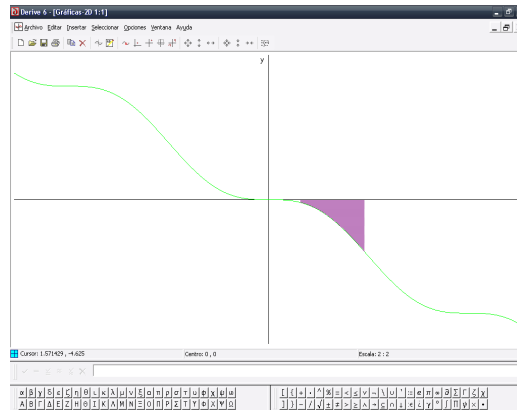 Derive 6 - [Gráficas-2D 1:1]
Archivo Editar Insertar Seleccionar Opciones Ventana Ayuda
y
Cursor: 1.571429 , -4.625 Centro: 0 , 0 Escala: 2 : 2
α β γ δ ε ζ η θ ι κ λ μ ν ξ ο π ρ σ τ υ φ χ ψ ω
Α Β Γ Δ Ε Ζ Η Θ Ι Κ Λ Μ Ν Ξ Ο Π Ρ Σ Τ Υ Φ Χ Ψ Ω